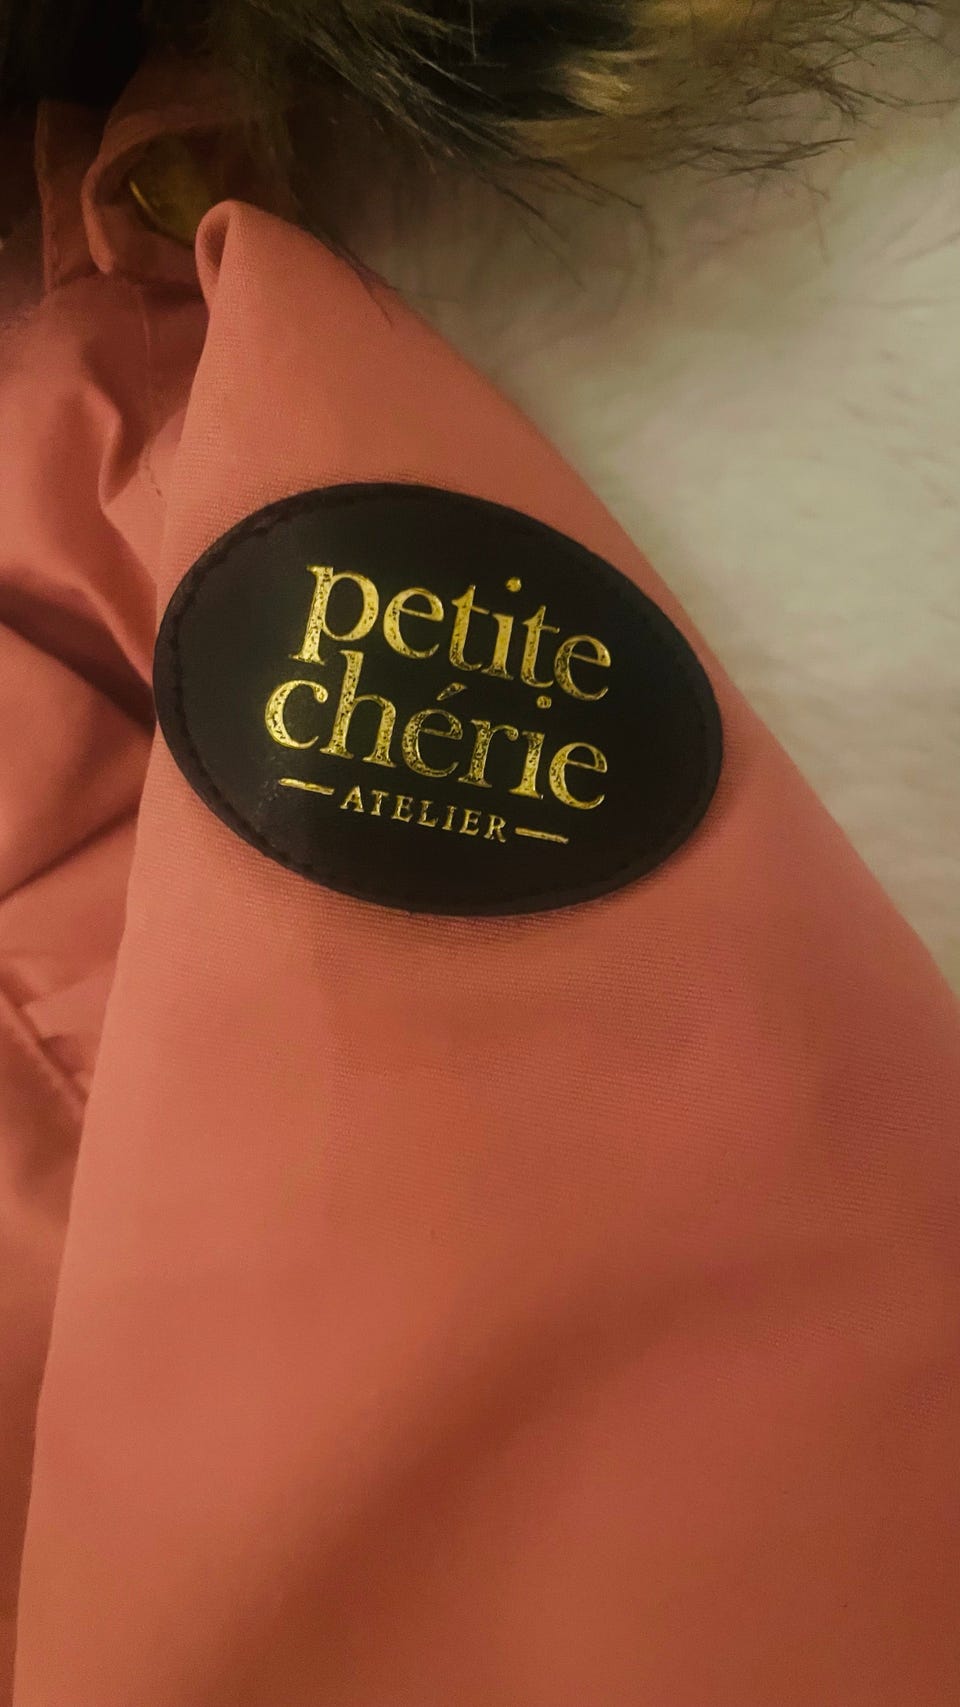 petite
chérie
— ATELIER —